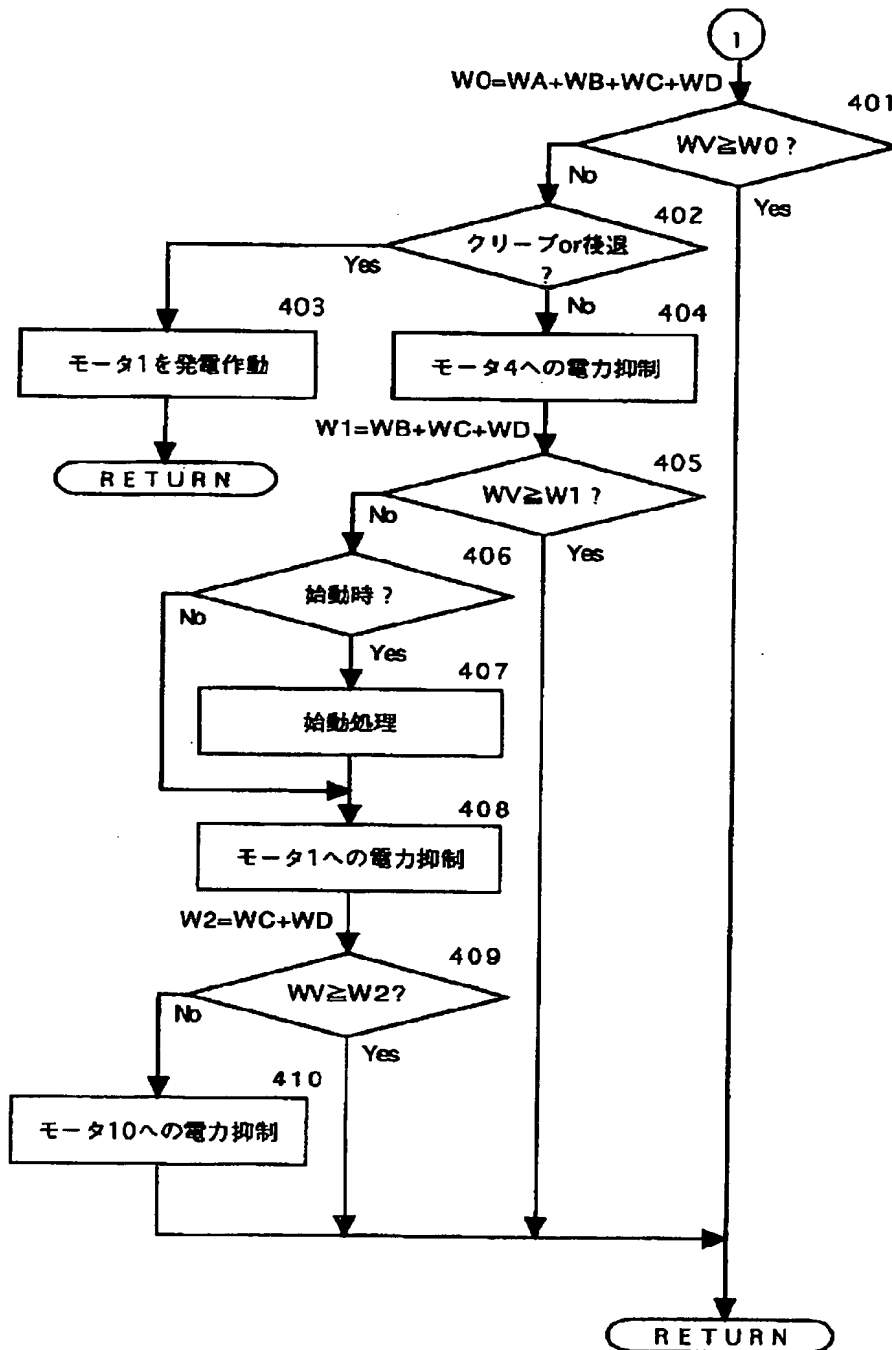 1
W0=WA+WB+WC+WD
401
WV≧W0?
No
Yes
402
クリープor後退
?
Yes
No
403
モータ1を発電作動
404
モータ4への電力抑制
RETURN
W1=WB+WC+WD
405
WV≧W1?
No
Yes
406
始動時?
No
Yes
407
始動処理
408
モータ1への電力抑制
W2=WC+WD
409
WV≧W2?
No
Yes
410
モータ10への電力抑制
RETURN